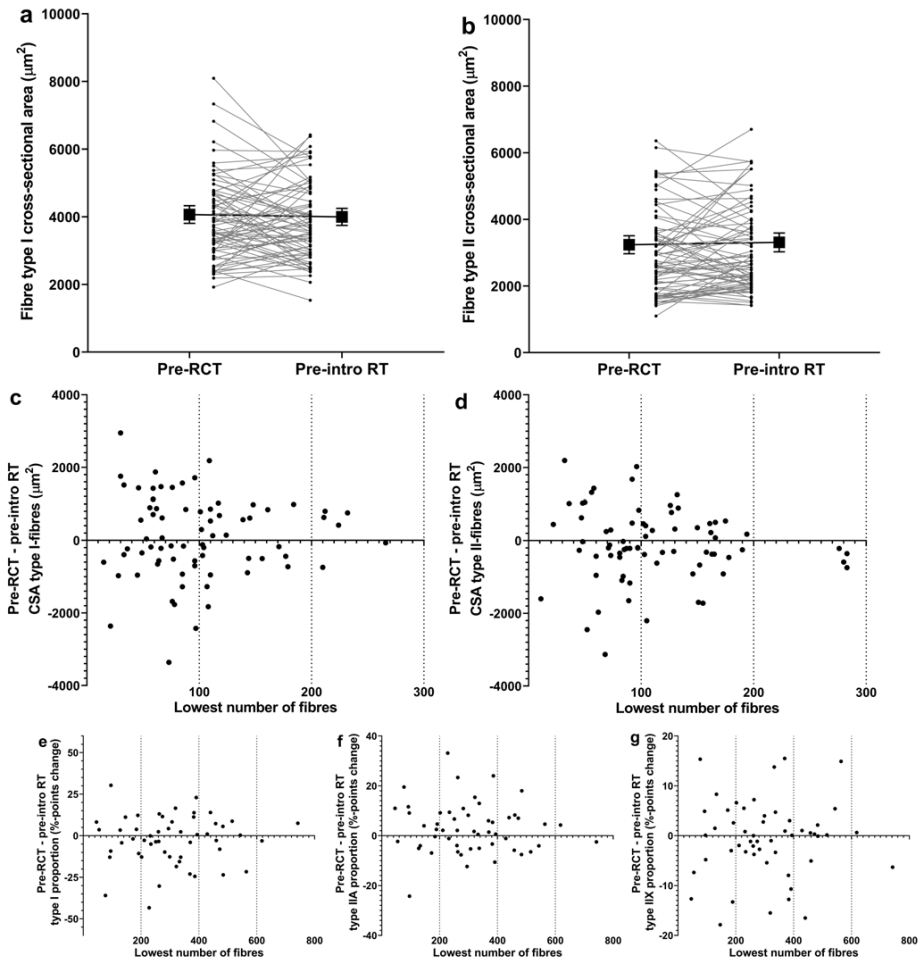 a
Fibre type I cross-sectional area (μm²)
10000
8000
6000
4000
2000
0
Pre-RCT
Pre-intro RT
b
Fibre type II cross-sectional area (μm²)
10000
8000
6000
4000
2000
0
Pre-RCT
Pre-intro RT
c
Pre-RCT - pre-intro RT
CSA type I-fibres (μm²)
4000
2000
0
-2000
-4000
100
200
300
Lowest number of fibres
d
Pre-RCT - pre-intro RT
CSA type II-fibres (μm²)
4000
2000
0
-2000
-4000
100
200
300
Lowest number of fibres
e
Pre-RCT - pre-intro RT
type I proportion (%-points change)
50
25
0
-25
-50
200
400
600
800
Lowest number of fibres
f
Pre-RCT - pre-intro RT
type IIA proportion (%-points change)
40
20
0
-20
-40
200
400
600
800
Lowest number of fibres
g
Pre-RCT - pre-intro RT
type IIX proportion (%-points change)
20
10
0
-10
-20
200
400
600
800
Lowest number of fibres